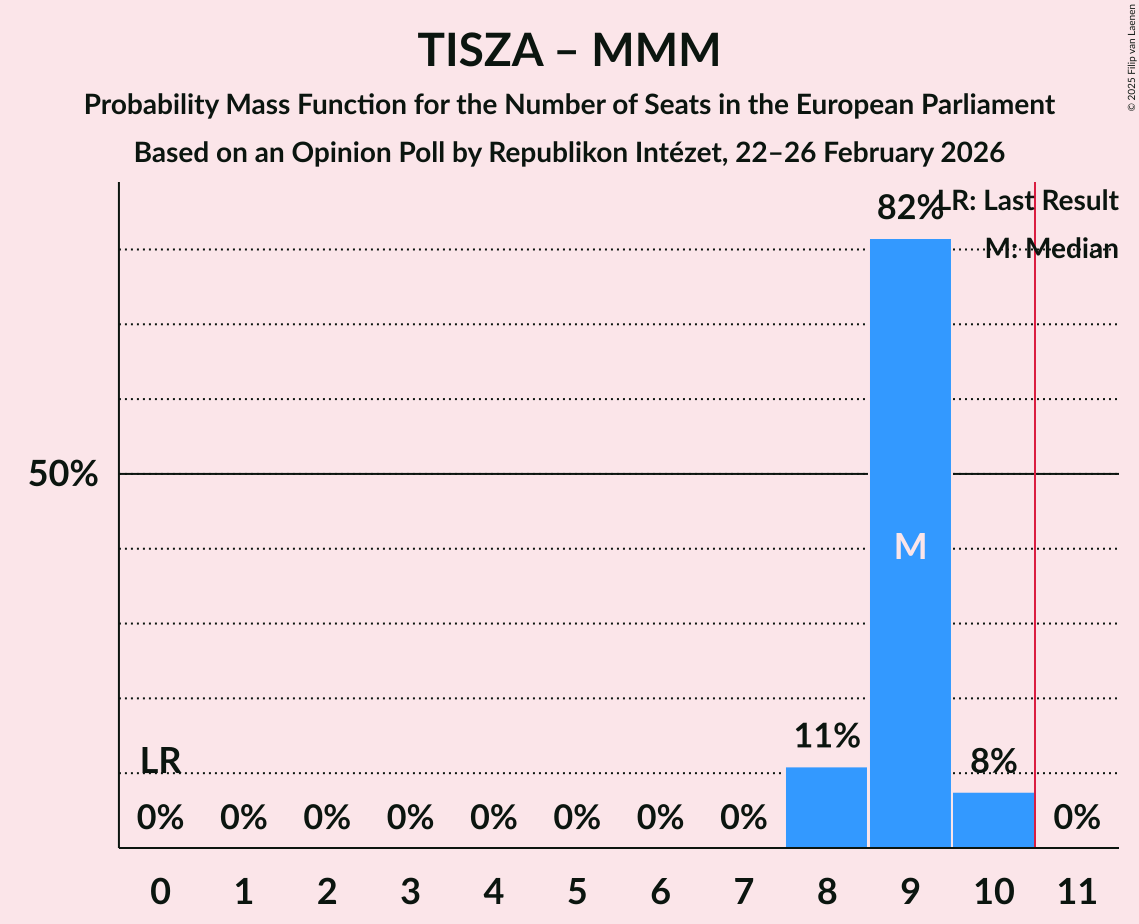 TISZA – MMM
Probability Mass Function for the Number of Seats in the European Parliament
Based on an Opinion Poll by Republikon Intézet, 22–26 February 2026
© 2025 Filip van Laenen
LR: Last Result
M: Median
82%
50%
M
11%
LR
8%
0% 0% 0% 0% 0% 0% 0% 0% 0%
0 1 2 3 4 5 6 7 8 9 10 11